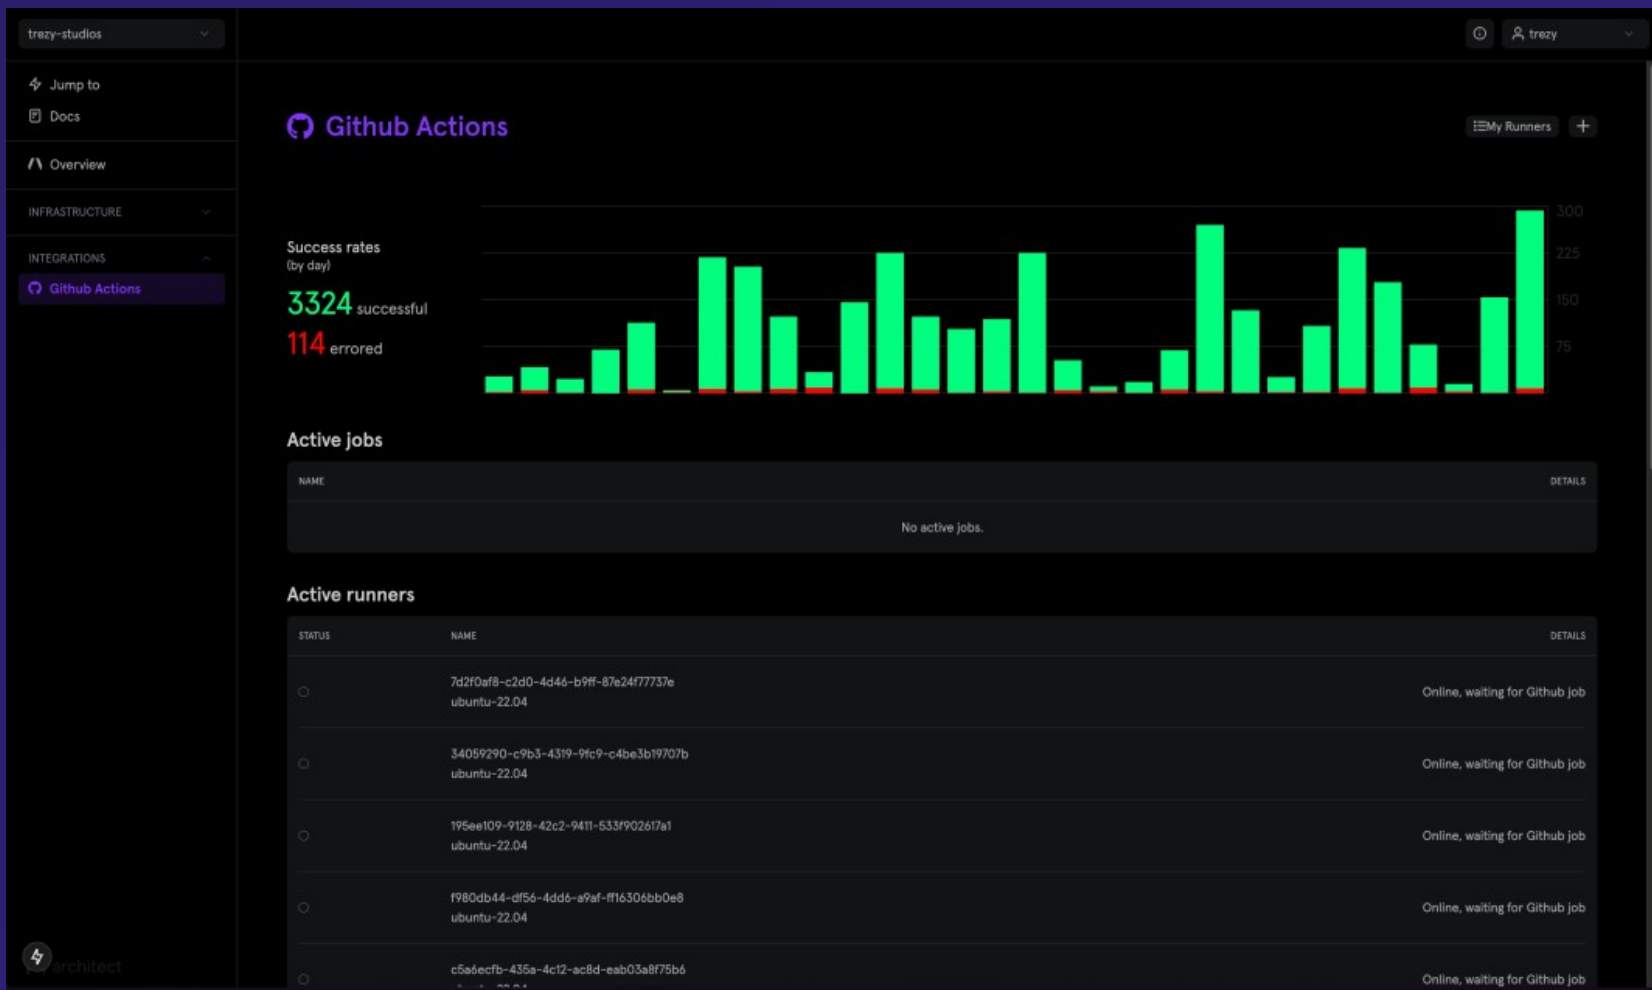 trezy-studios
trezy
Jump to
Docs
Overview
INFRASTRUCTURE
INTEGRATIONS
Github Actions
Github Actions
My Runners
Success rates
(by day)
3324 successful
114 errored
300
225
150
75
Active jobs
NAME DETAILS
No active jobs.
Active runners
STATUS NAME DETAILS
7d2f0af8-c2d0-4d46-b9ff-87e24f77737e
ubuntu-22.04
Online, waiting for Github job
34059290-c9b3-4319-9fc9-c4be3b19707b
ubuntu-22.04
Online, waiting for Github job
195ee109-9128-42c2-9411-533f902617a1
ubuntu-22.04
Online, waiting for Github job
f980db44-df56-4dd6-a9af-ff16306bb0e8
ubuntu-22.04
Online, waiting for Github job
c5a6ecfb-435a-4c12-ac8d-eab03a8f75b6
Online, waiting for Github job
architect